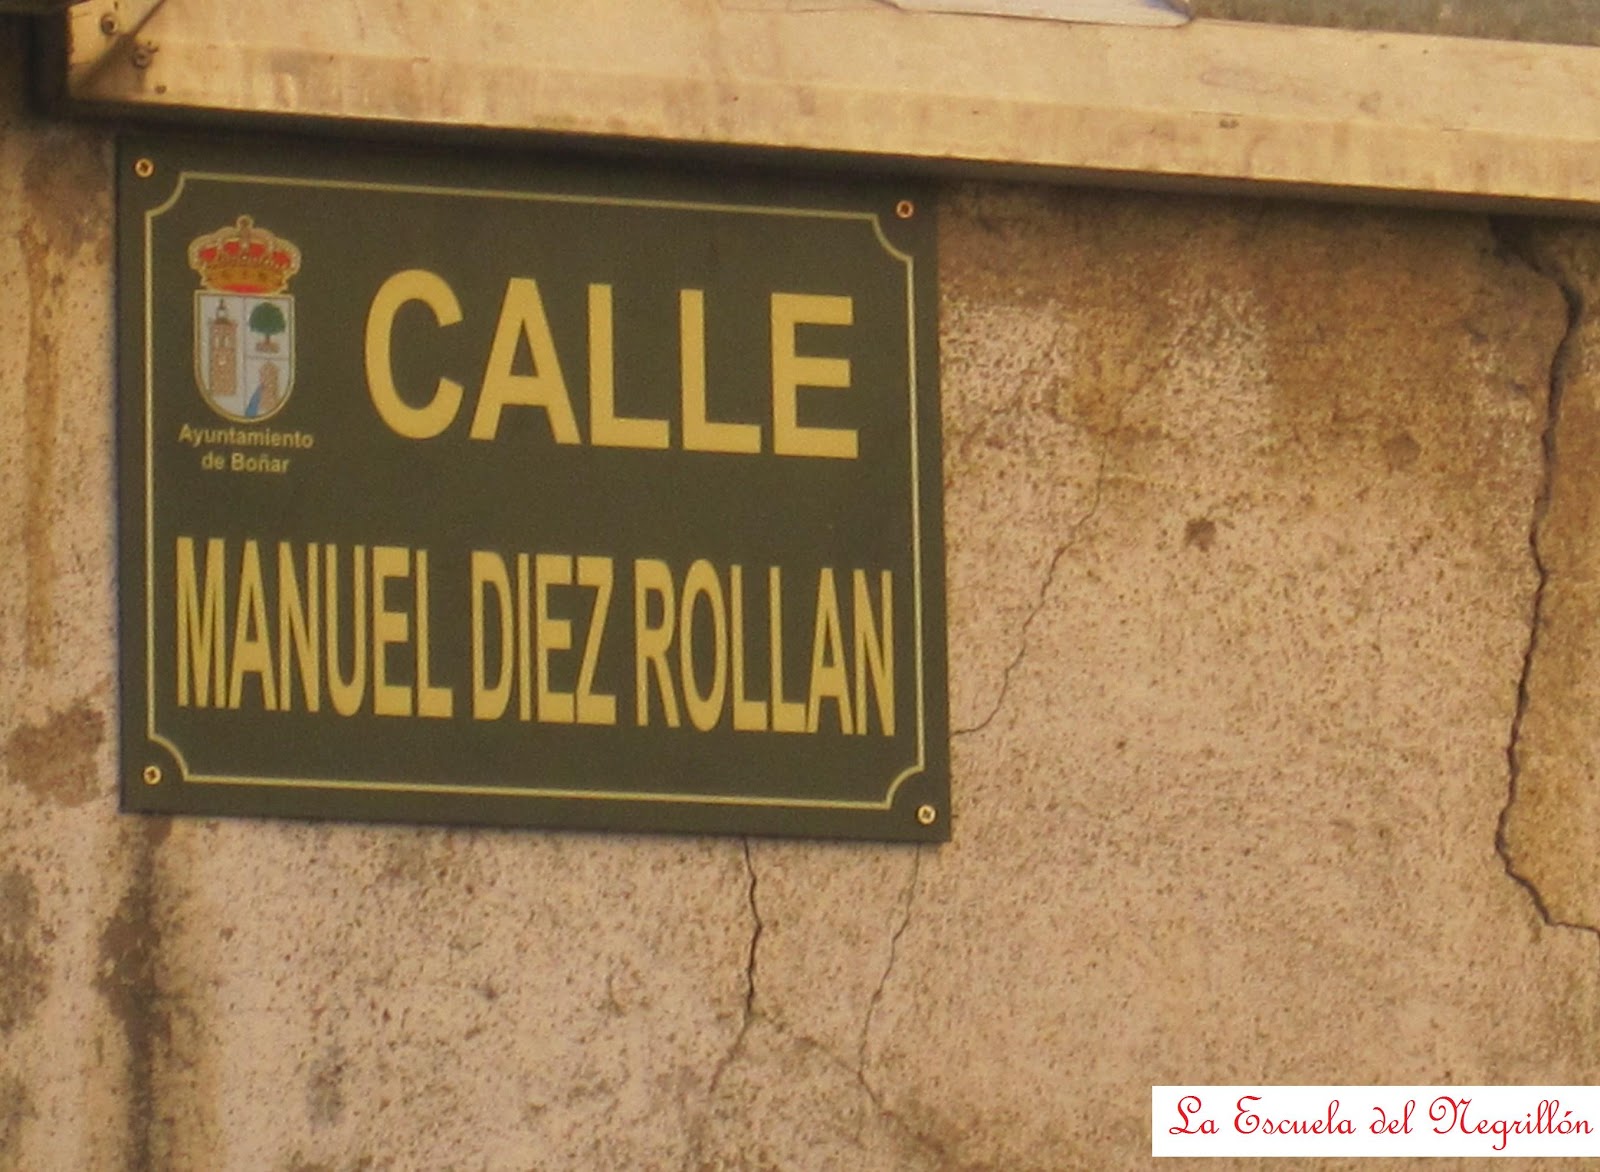 CALLE
Ayuntamiento
de Boñar
MANUEL DIEZ ROLLAN
La Escuela del Negrillón